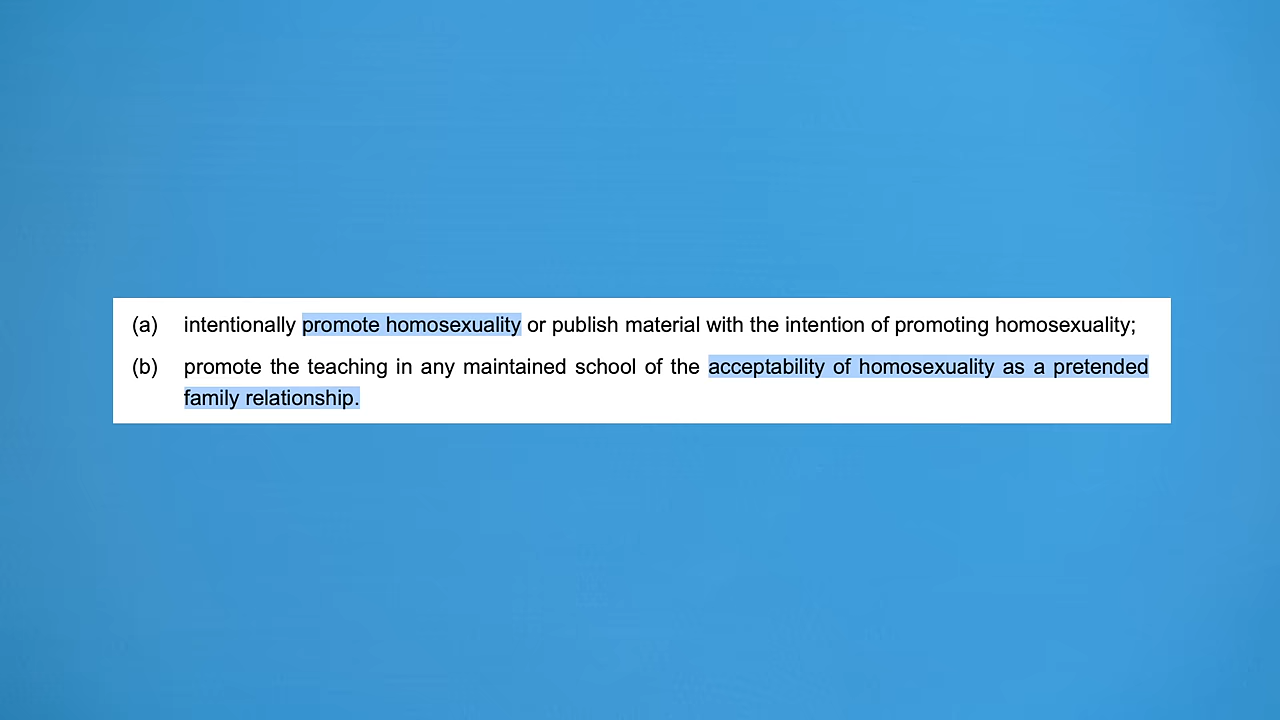 (a) intentionally promote homosexuality or publish material with the intention of promoting homosexuality;
(b) promote the teaching in any maintained school of the acceptability of homosexuality as a pretended
family relationship.